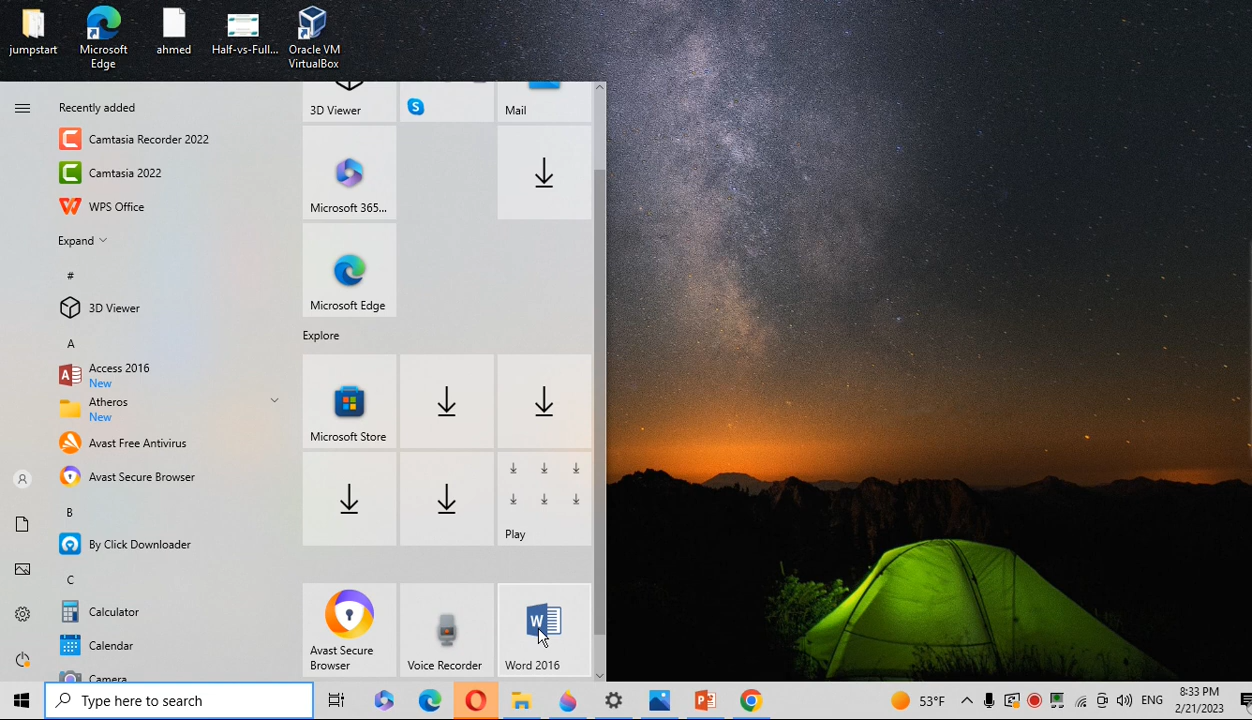 jumpstart
Microsoft Edge
ahmed
Half-vs-Full...
Oracle VM VirtualBox
Recently added
Camtasia Recorder 2022
Camtasia 2022
WPS Office
Expand
#
3D Viewer
A
Access 2016
New
Atheros
New
Avast Free Antivirus
Avast Secure Browser
B
By Click Downloader
C
Calculator
Calendar
Camera
3D Viewer
Mail
Microsoft 365...
Microsoft Edge
Explore
Microsoft Store
Play
Avast Secure Browser
Voice Recorder
Word 2016
Type here to search
53°F
ENG
8:33 PM
2/21/2023